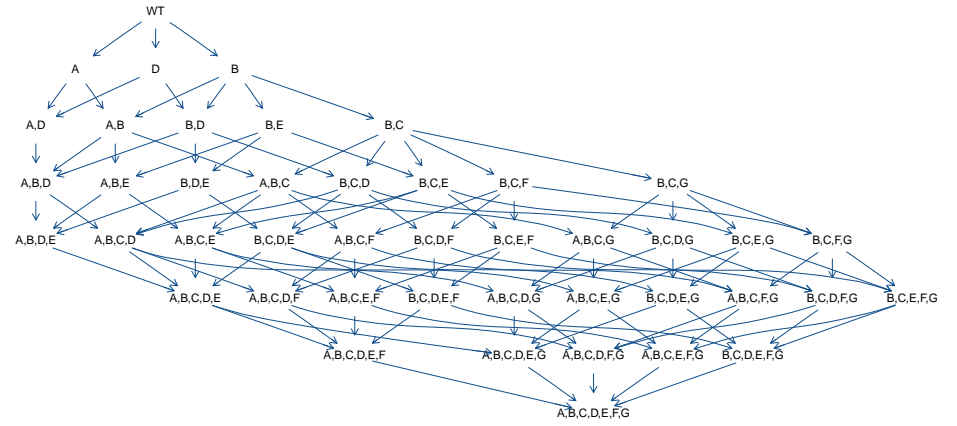 WT
A D B
A,D A,B B,D B,E B,C
A,B,D A,B,E B,D,E A,B,C B,C,D B,C,E B,C,F B,C,G
A,B,D,E A,B,C,D A,B,C,E B,C,D,E A,B,C,F B,C,D,F B,C,E,F A,B,C,G B,C,D,G B,C,E,G B,C,F,G
A,B,C,D,E A,B,C,D,F A,B,C,E,F B,C,D,E,F A,B,C,D,G A,B,C,E,G B,C,D,E,G A,B,C,F,G B,C,D,F,G B,C,E,F,G
A,B,C,D,E,F A,B,C,D,E,G A,B,C,D,F,G A,B,C,E,F,G B,C,D,E,F,G
A,B,C,D,E,F,G